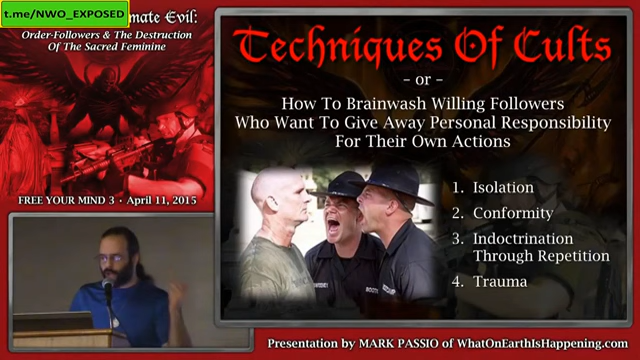 t.me/NWO_EXPOSED
mate Evil:
Order-Followers & The Destruction
Of The Sacred Feminine
FREE YOUR MIND 3 · April 11, 2015
Techniques Of Cults
– or –
How To Brainwash Willing Followers
Who Want To Give Away Personal Responsibility
For Their Own Actions
1. Isolation
2. Conformity
3. Indoctrination
Through Repetition
4. Trauma
Presentation by MARK PASSIO of WhatOnEarthIsHappening.com